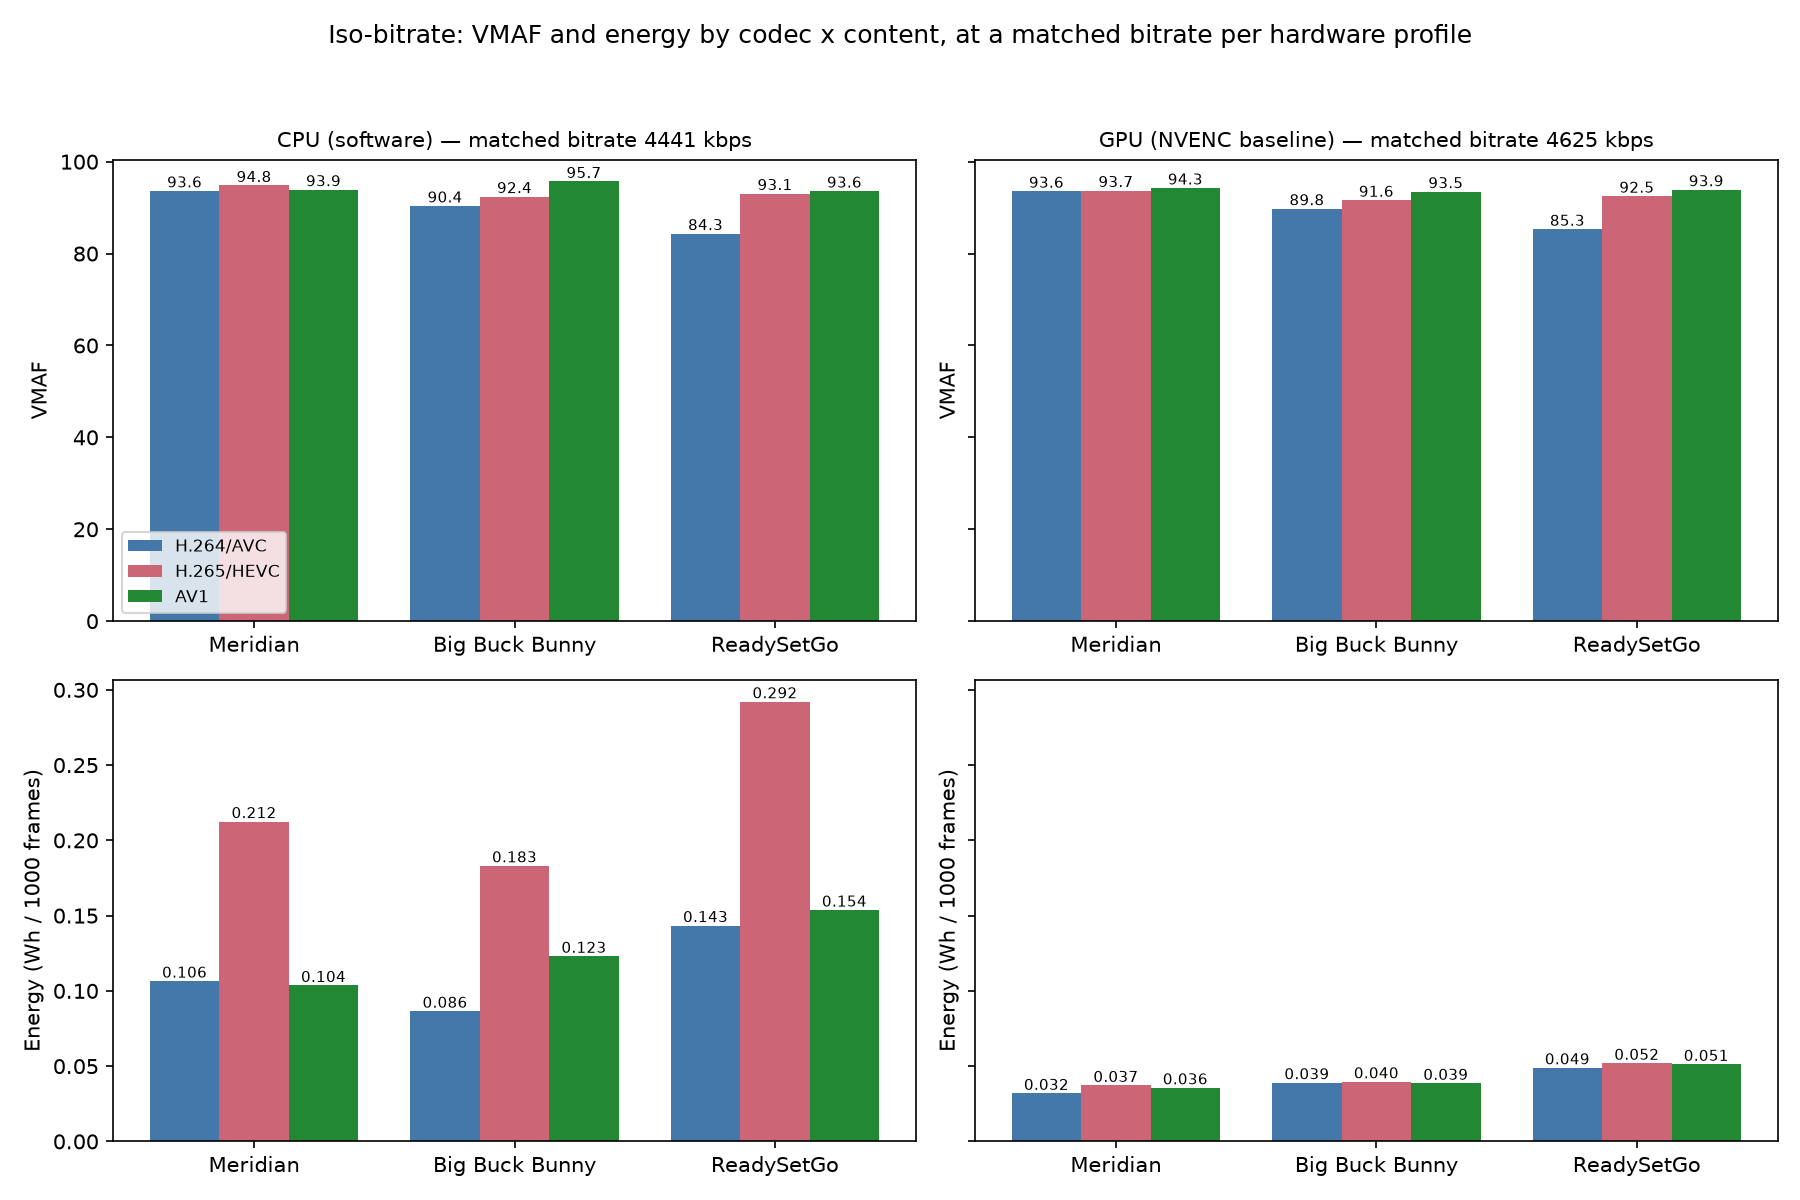 Iso-bitrate: VMAF and energy by codec x content, at a matched bitrate per hardware profile
CPU (software) — matched bitrate 4441 kbps
GPU (NVENC baseline) — matched bitrate 4625 kbps
VMAF
100
80
60
40
20
0
93.6 94.8 93.9 90.4 92.4 95.7 84.3 93.1 93.6
H.264/AVC
H.265/HEVC
AV1
Meridian Big Buck Bunny ReadySetGo
VMAF
93.6 93.7 94.3 89.8 91.6 93.5 85.3 92.5 93.9
Meridian Big Buck Bunny ReadySetGo
Energy (Wh / 1000 frames)
0.30
0.25
0.20
0.15
0.10
0.05
0.00
0.106 0.212 0.104 0.086 0.183 0.123 0.143 0.292 0.154
Meridian Big Buck Bunny ReadySetGo
Energy (Wh / 1000 frames)
0.032 0.037 0.036 0.039 0.040 0.039 0.049 0.052 0.051
Meridian Big Buck Bunny ReadySetGo